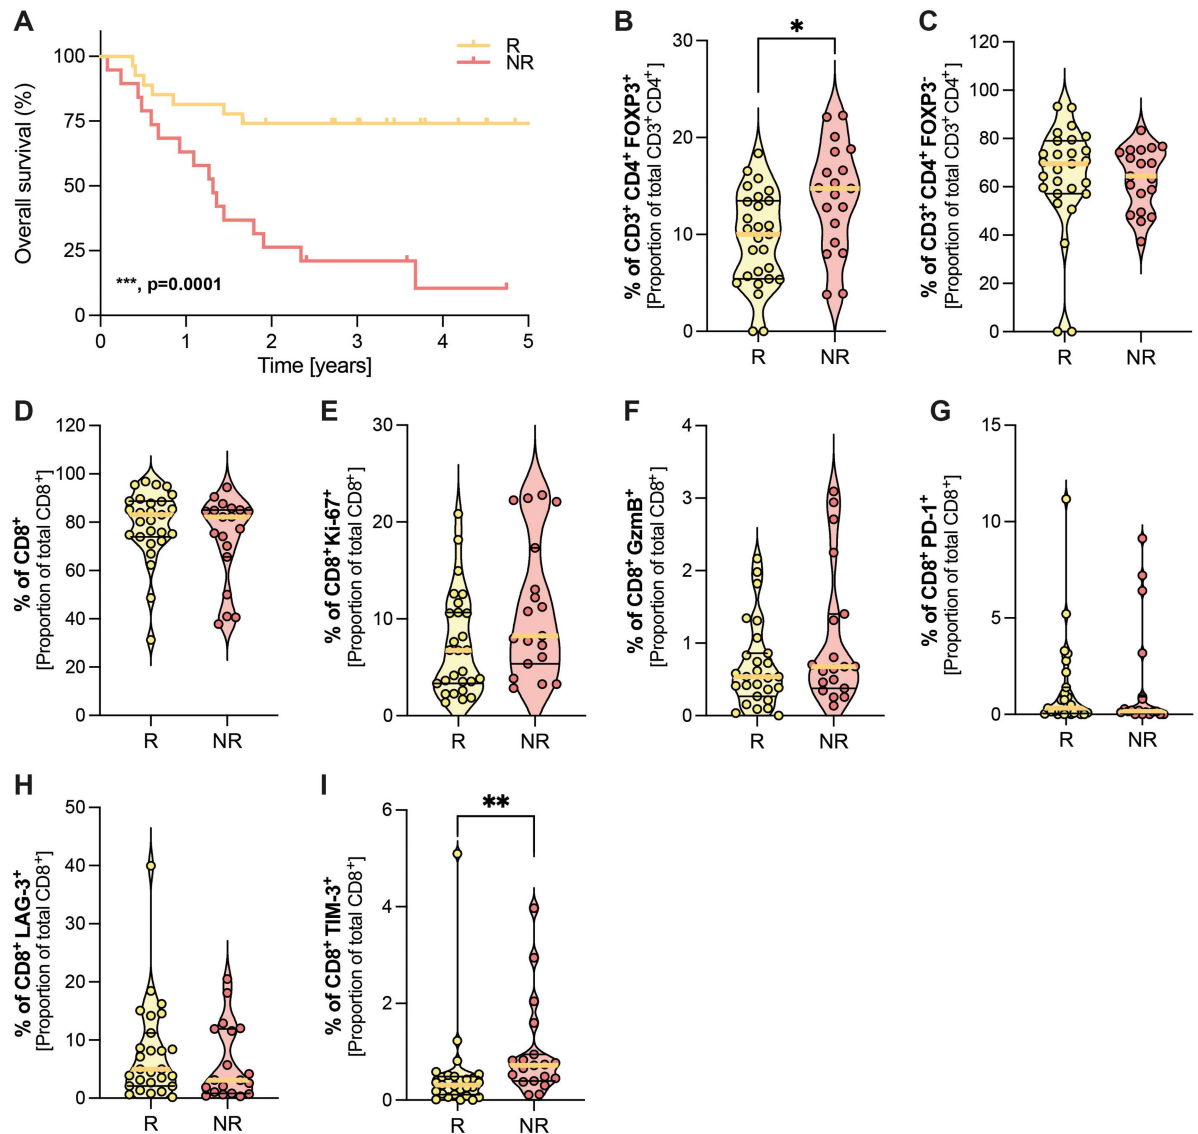 A
Overall survival (%)
100
75
50
25
0
0 1 2 3 4 5
Time [years]
R
NR
***, p=0.0001
B
% of CD3⁺ CD4⁺ FOXP3⁺
[Proportion of total CD3⁺ CD4⁺]
30
20
10
0
*
R NR
C
% of CD3⁺ CD4⁺ FOXP3⁻
[Proportion of total CD3⁺ CD4⁺]
120
100
80
60
40
20
0
R NR
D
% of CD8⁺
[Proportion of total CD8⁺]
120
100
80
60
40
20
0
R NR
E
% of CD8⁺Ki-67⁺
[Proportion of total CD8⁺]
30
20
10
0
R NR
F
% of CD8⁺ GzmB⁺
[Proportion of total CD8⁺]
4
3
2
1
0
R NR
G
% of CD8⁺ PD-1⁺
[Proportion of total CD8⁺]
15
10
5
0
R NR
H
% of CD8⁺ LAG-3⁺
[Proportion of total CD8⁺]
50
40
30
20
10
0
R NR
I
% of CD8⁺ TIM-3⁺
[Proportion of total CD8⁺]
6
4
2
0
**
R NR